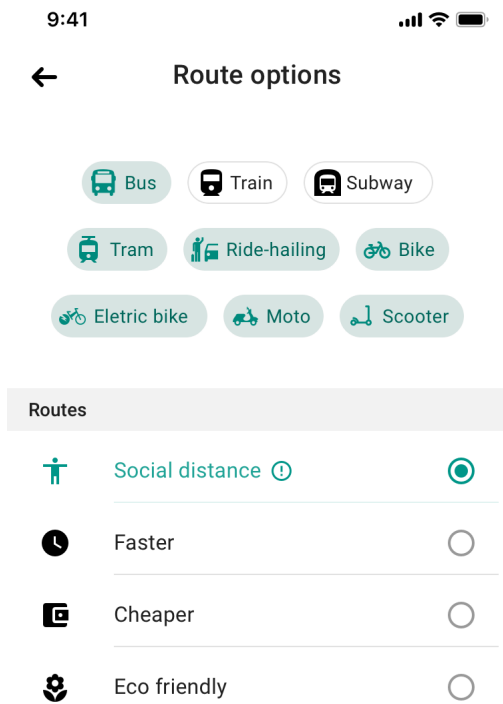 9:41
Route options
Bus Train Subway
Tram Ride-hailing Bike
Eletric bike Moto Scooter
Routes
Social distance
Faster
Cheaper
Eco friendly